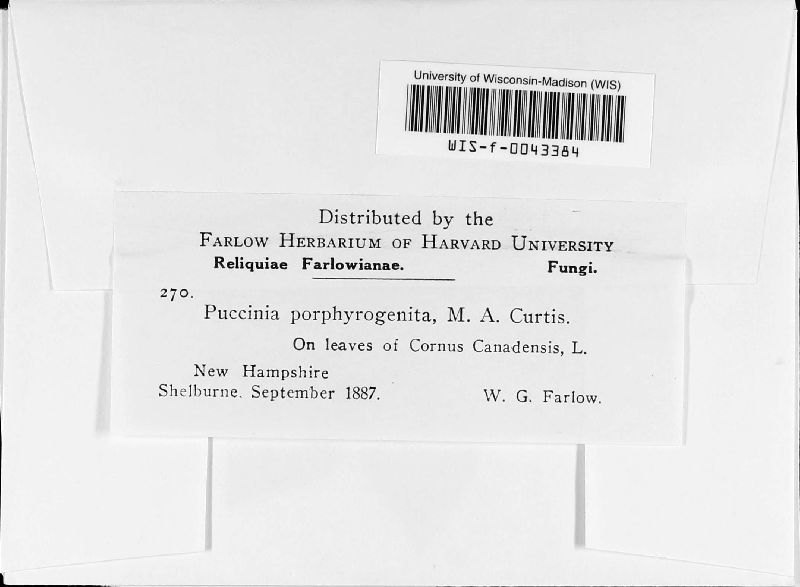 University of Wisconsin-Madison (WIS)
WIS-f-0043384
Distributed by the
FARLOW HERBARIUM OF HARVARD UNIVERSITY
Reliquiae Farlowianae. Fungi.
270.
Puccinia porphyrogenita, M. A. Curtis.
On leaves of Cornus Canadensis, L.
New Hampshire
Shelburne, September 1887. W. G. Farlow.